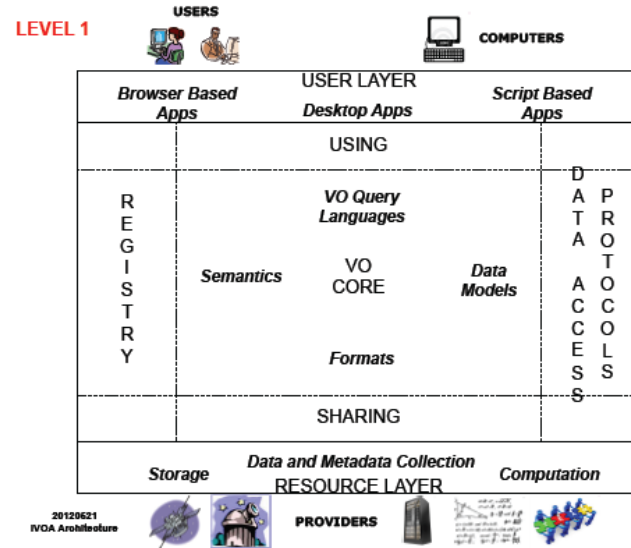 LEVEL 1
USERS
COMPUTERS
USER LAYER
Browser Based
Apps
Desktop Apps
Script Based
Apps
USING
REGISTRY
VO Query
Languages
Semantics
VO
CORE
Data
Models
Formats
DATA ACCESS
PROTOCOLS
SHARING
Storage
Data and Metadata Collection
Computation
RESOURCE LAYER
20120621
IVOA Architecture
PROVIDERS